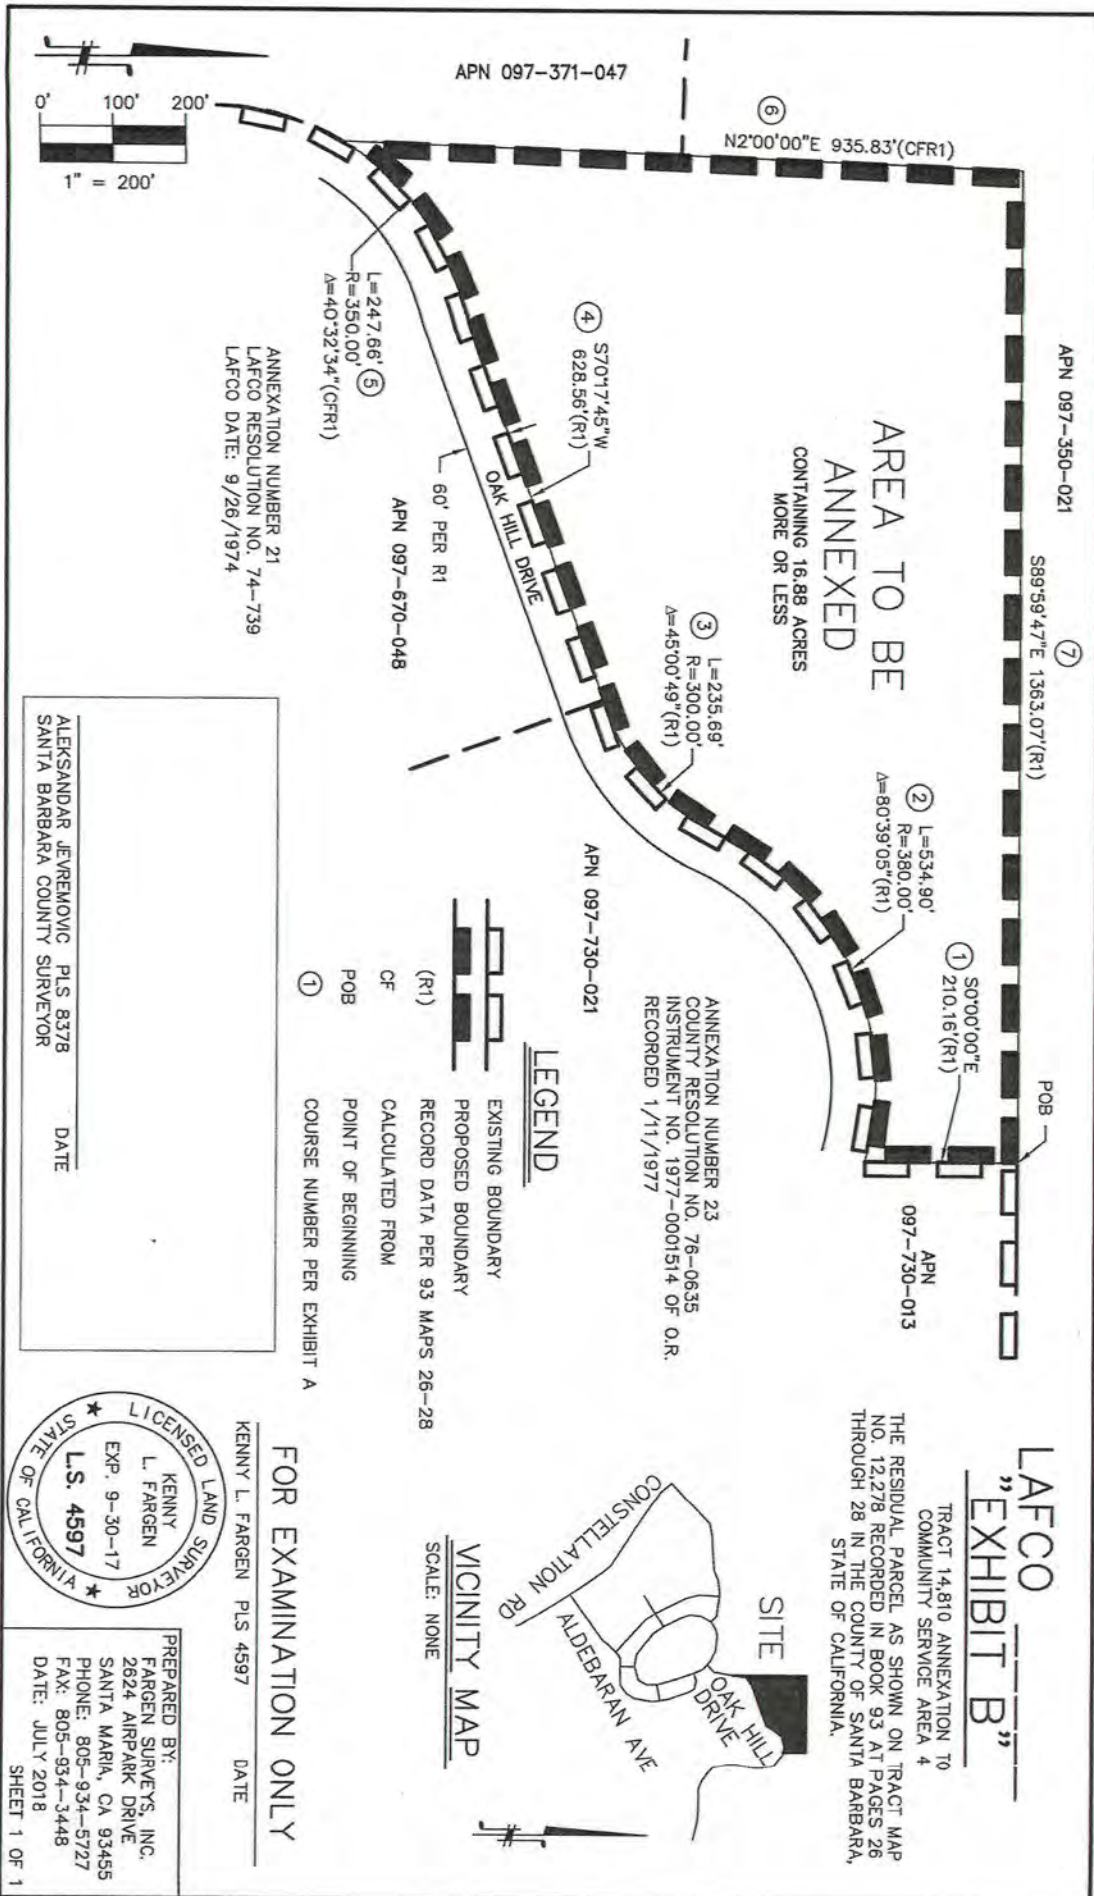 LAFCO ________
"EXHIBIT B"
TRACT 14,810 ANNEXATION TO
COMMUNITY SERVICE AREA 4
THE RESIDUAL PARCEL AS SHOWN ON TRACT MAP
NO. 12,278 RECORDED IN BOOK 93 AT PAGES 26
THROUGH 28 IN THE COUNTY OF SANTA BARBARA,
STATE OF CALIFORNIA.
APN 097-350-021
⑦
S89°59'47"E 1363.07'(R1)
POB
APN 097-371-047
⑥
N2°00'00"E 935.83'(CFR1)
AREA TO BE
ANNEXED
CONTAINING 16.88 ACRES
MORE OR LESS
① S0°00'00"E
210.16'(R1)
② L=534.90'
R=380.00'
Δ=80°39'05"(R1)
③ L=235.69'
R=300.00'
Δ=45°00'49"(R1)
④ S70°17'45"W
628.56'(R1)
L=247.66' ⑤
R=350.00'
Δ=40°32'34"(CFR1)
APN
097-730-013
OAK HILL DRIVE
60' PER R1
APN 097-670-048
APN 097-730-021
ANNEXATION NUMBER 23
COUNTY RESOLUTION NO. 76-0635
INSTRUMENT NO. 1977-0001514 OF O.R.
RECORDED 1/11/1977
ANNEXATION NUMBER 21
LAFCO RESOLUTION NO. 74-739
LAFCO DATE: 9/26/1974
0' 100' 200'
1" = 200'
LEGEND
EXISTING BOUNDARY
PROPOSED BOUNDARY
(R1) RECORD DATA PER 93 MAPS 26-28
CF CALCULATED FROM
POB POINT OF BEGINNING
① COURSE NUMBER PER EXHIBIT A
SITE
OAK HILL
DRIVE
CONSTELLATION RD
ALDEBARAN AVE
VICINITY MAP
SCALE: NONE
ALEKSANDAR JEVREMOVIC PLS 8378 DATE
SANTA BARBARA COUNTY SURVEYOR
FOR EXAMINATION ONLY
KENNY L. FARGEN PLS 4597 DATE
LICENSED LAND SURVEYOR
KENNY
L. FARGEN
EXP. 9-30-17
L.S. 4597
★ STATE OF CALIFORNIA ★
PREPARED BY:
FARGEN SURVEYS, INC.
2624 AIRPARK DRIVE
SANTA MARIA, CA 93455
PHONE: 805-934-5727
FAX: 805-934-3448
DATE: JULY 2018
SHEET 1 OF 1